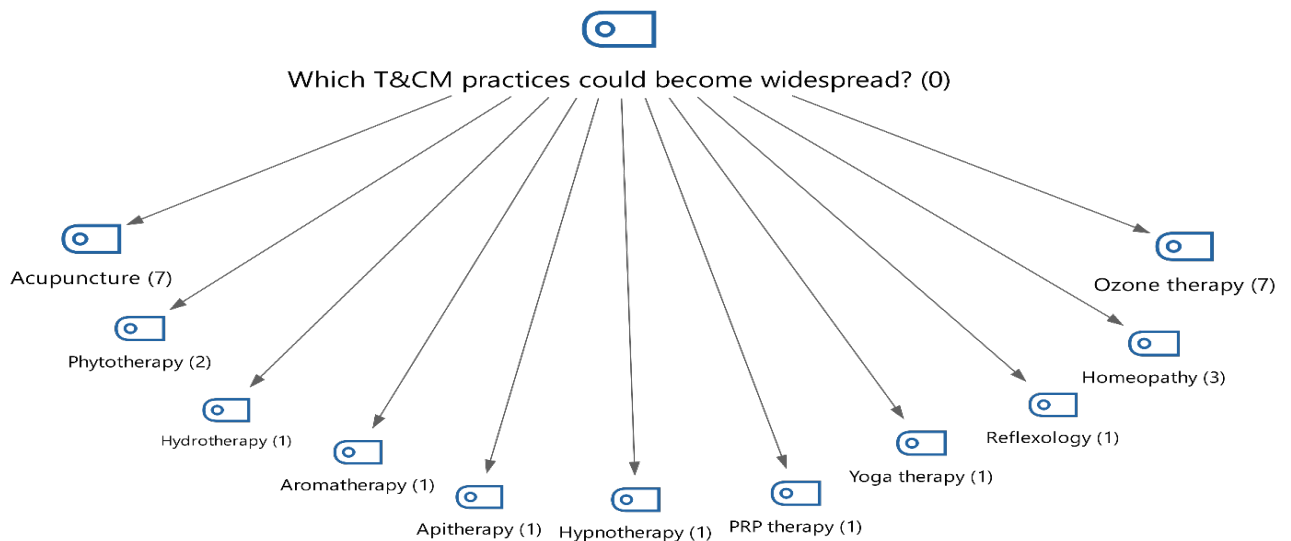 Which T&CM practices could become widespread? (0)
Acupuncture (7)
Ozone therapy (7)
Phytotherapy (2)
Homeopathy (3)
Hydrotherapy (1)
Reflexology (1)
Aromatherapy (1)
Yoga therapy (1)
Apitherapy (1)
Hypnotherapy (1)
PRP therapy (1)